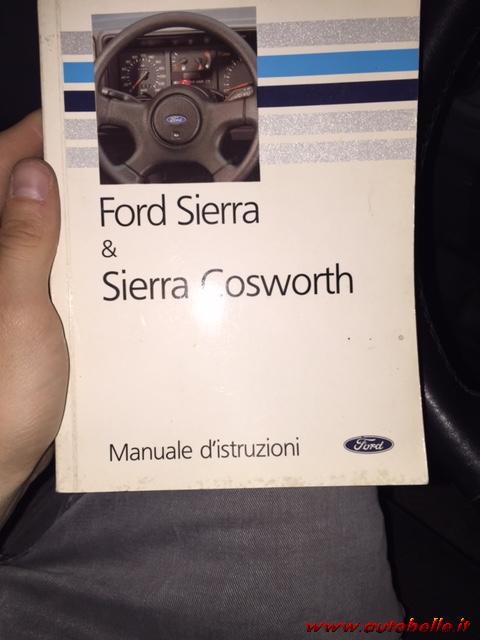 Ford
Ford Sierra
&
Sierra Cosworth
Manuale d'istruzioni
Ford
www.autobelle.it